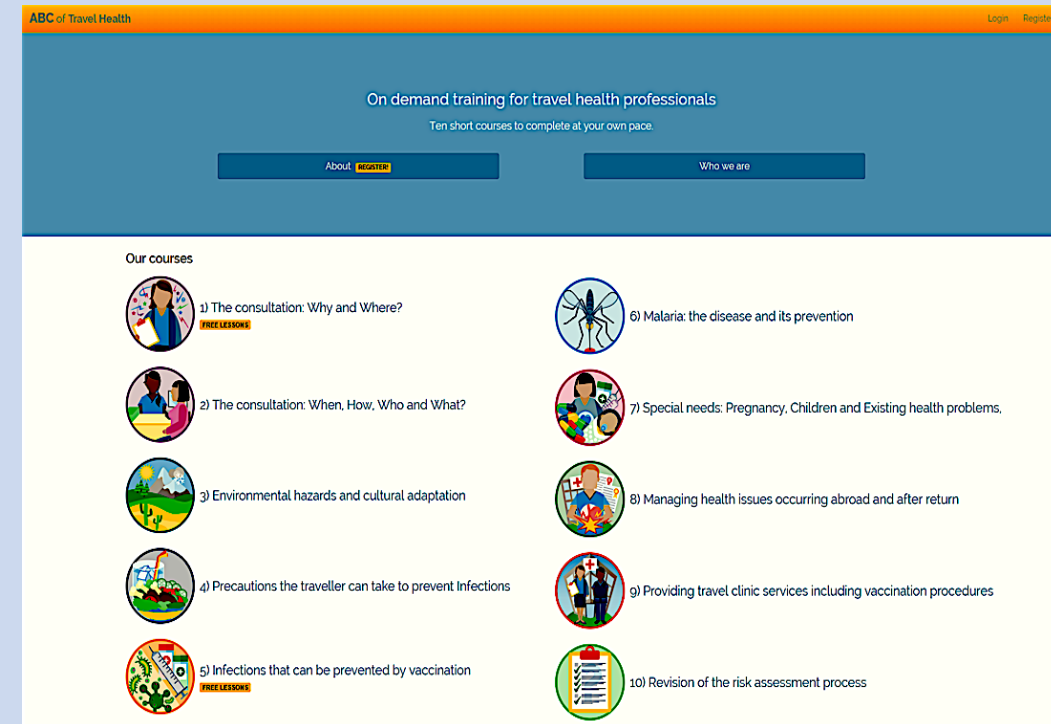 ABC of Travel Health
Login Registe
On demand training for travel health professionals
Ten short courses to complete at your own pace.
About REGISTER!
Who we are
Our courses
1) The consultation: Why and Where?
FREE LESSONS
2) The consultation: When, How, Who and What?
3) Environmental hazards and cultural adaptation
4) Precautions the traveller can take to prevent Infections
5) Infections that can be prevented by vaccination
FREE LESSONS
6) Malaria: the disease and its prevention
7) Special needs: Pregnancy, Children and Existing health problems,
8) Managing health issues occurring abroad and after return
9) Providing travel clinic services including vaccination procedures
10) Revision of the risk assessment process